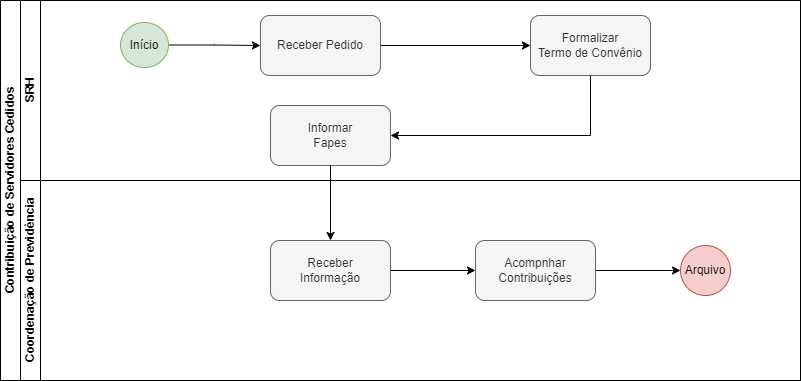 Contribuição de Servidores Cedidos
SRH
Início
Receber Pedido
Formalizar
Termo de Convênio
Informar
Fapes
Coordenação de Previdência
Receber
Informação
Acompnhar
Contribuições
Arquivo